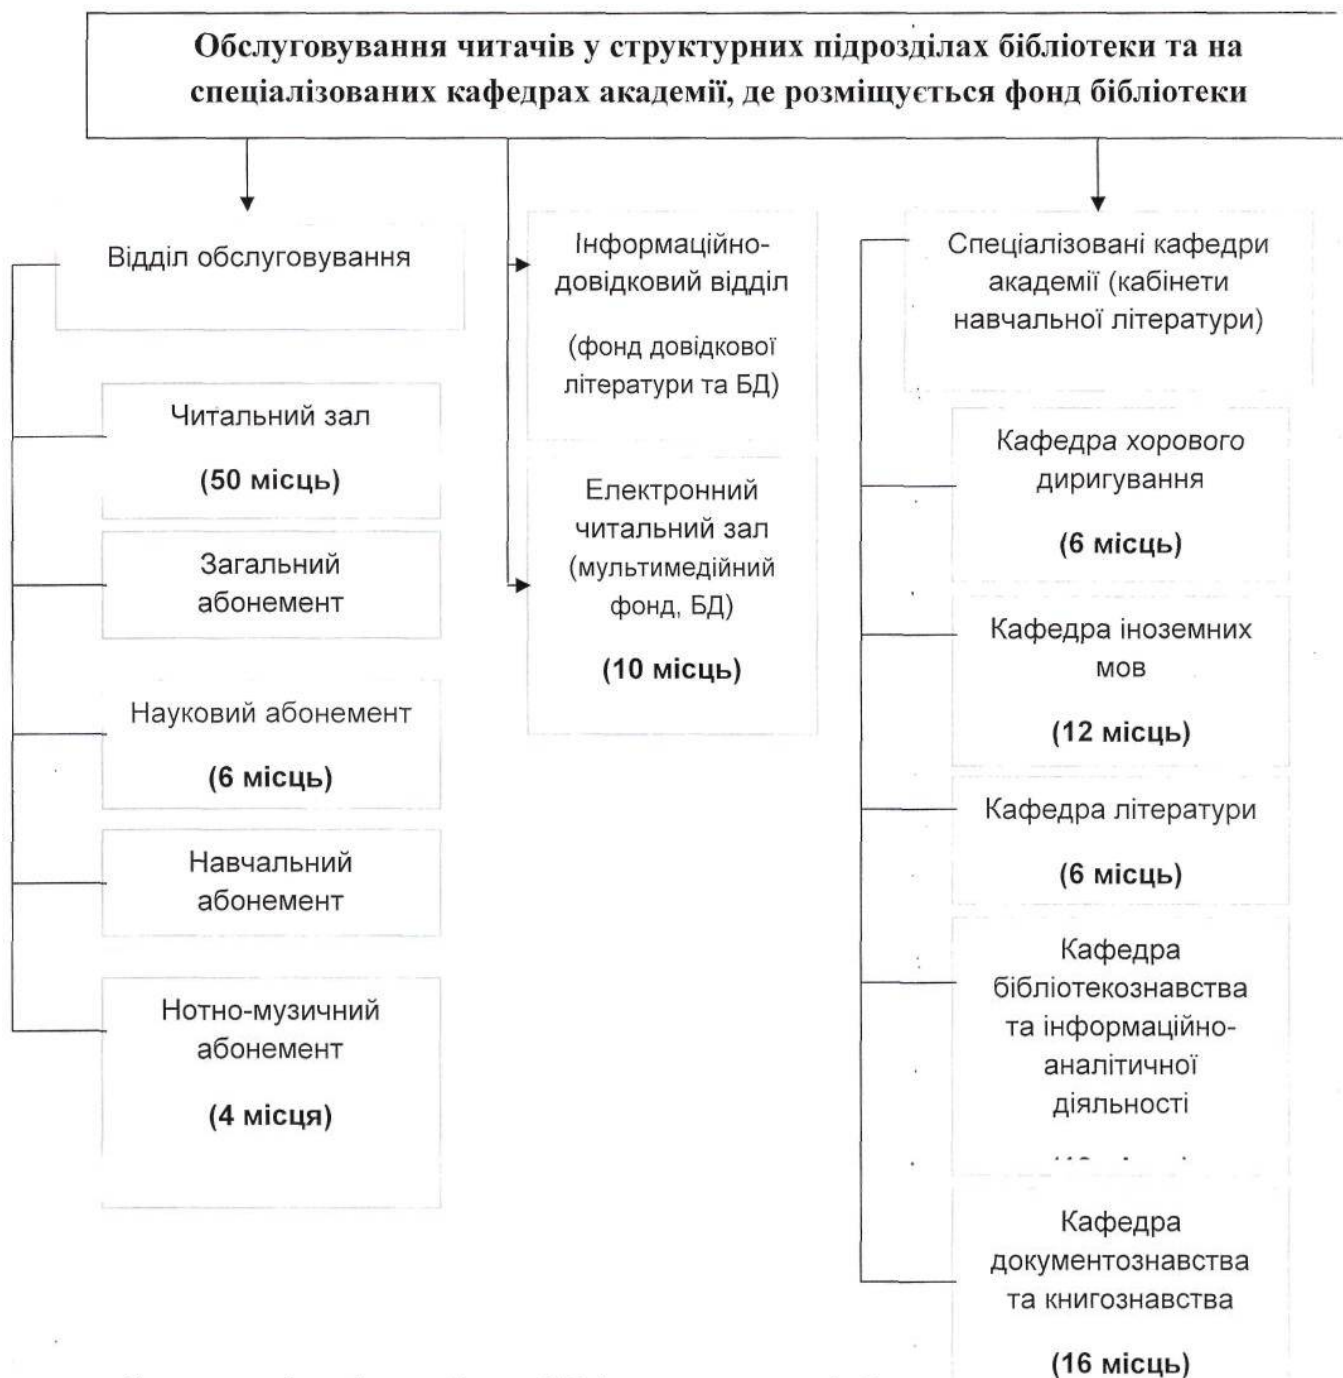 Обслуговування читачів у структурних підрозділах бібліотеки та на
спеціалізованих кафедрах академії, де розміщується фонд бібліотеки
Відділ обслуговування
Читальний зал
(50 місць)
Загальний
абонемент
Науковий абонемент
(6 місць)
Навчальний
абонемент
Нотно-музичний
абонемент
(4 місця)
Інформаційно-
довідковий відділ
(фонд довідкової
літератури та БД)
Електронний
читальний зал
(мультимедійний
фонд, БД)
(10 місць)
Спеціалізовані кафедри
академії (кабінети
навчальної літератури)
Кафедра хорового
диригування
(6 місць)
Кафедра іноземних
мов
(12 місць)
Кафедра літератури
(6 місць)
Кафедра
бібліотекознавства
та інформаційно-
аналітичної
діяльності
Кафедра
документознавства
та книгознавства
(16 місць)